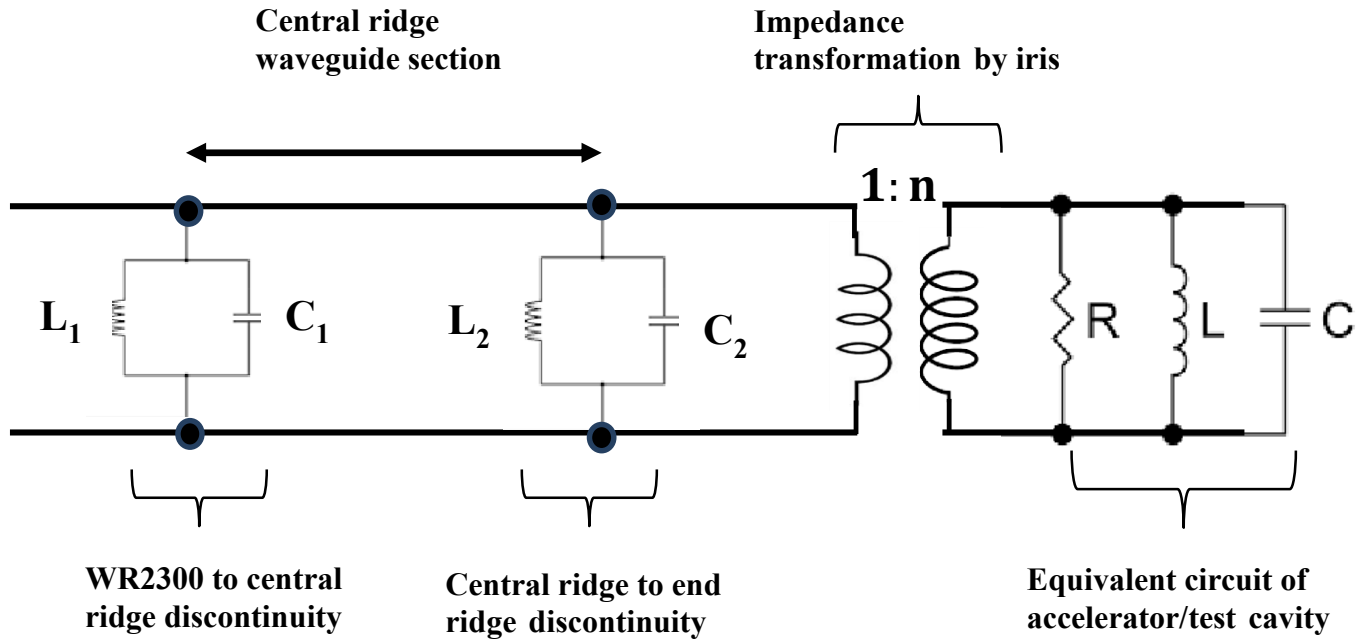 Central ridge
waveguide section
Impedance
transformation by iris
1: n
L1
C1
L2
C2
R
L
C
WR2300 to central
ridge discontinuity
Central ridge to end
ridge discontinuity
Equivalent circuit of
accelerator/test cavity